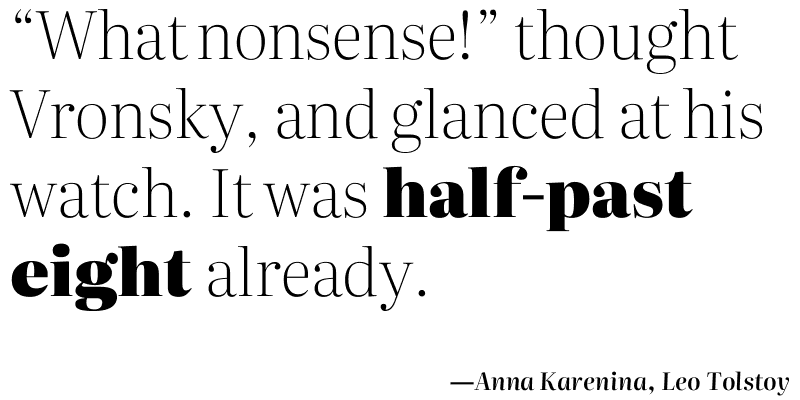 “What nonsense!” thought
Vronsky, and glanced at his
watch. It was half-past
eight already.
—Anna Karenina, Leo Tolstoy